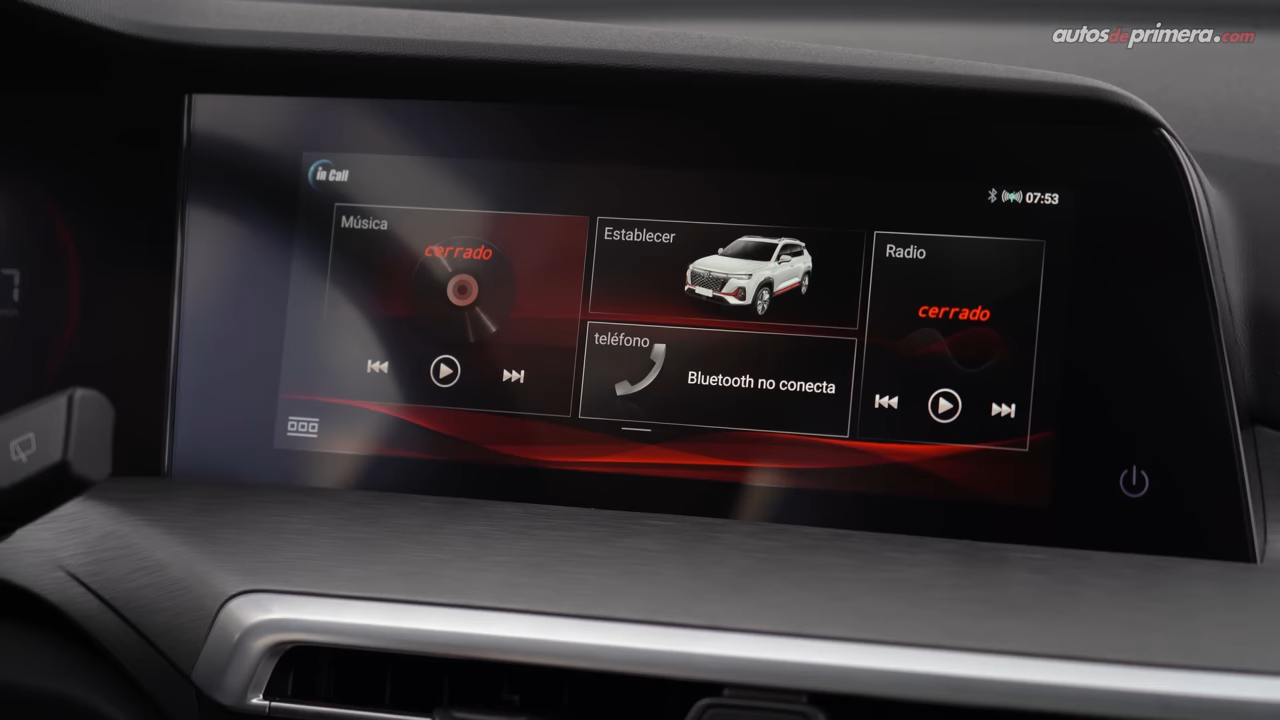 autosdeprimera.com
in Call
07:53
Música
cerrado
Establecer
teléfono
Bluetooth no conecta
Radio
cerrado